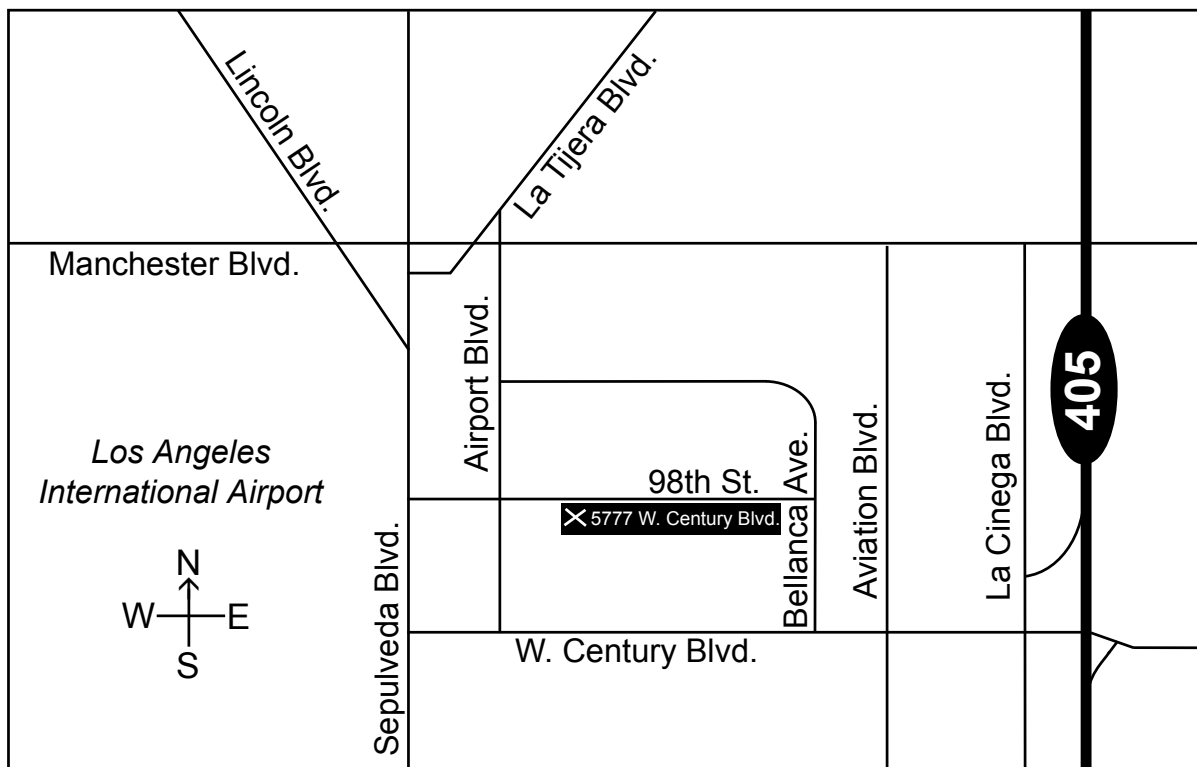 Lincoln Blvd.
La Tijera Blvd.
Manchester Blvd.
Airport Blvd.
405
La Cinega Blvd.
Aviation Blvd.
Los Angeles
International Airport
98th St.
Bellanca Ave.
5777 W. Century Blvd.
Sepulveda Blvd.
N
W E
S
W. Century Blvd.